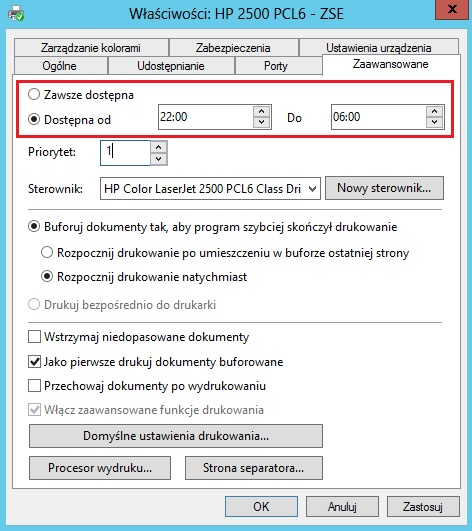 Właściwości: HP 2500 PCL6 - ZSE
x
Zarządzanie kolorami Zabezpieczenia Ustawienia urządzenia
Ogólne Udostępnianie Porty Zaawansowane
Zawsze dostępna
Dostępna od 22:00 Do 06:00
Priorytet: 1
Sterownik: HP Color LaserJet 2500 PCL6 Class Dri Nowy sterownik...
Buforuj dokumenty tak, aby program szybciej skończył drukowanie
Rozpocznij drukowanie po umieszczeniu w buforze ostatniej strony
Rozpocznij drukowanie natychmiast
Drukuj bezpośrednio do drukarki
Wstrzymaj niedopasowane dokumenty
Jako pierwsze drukuj dokumenty buforowane
Przechowaj dokumenty po wydrukowaniu
Włącz zaawansowane funkcje drukowania
Domyślne ustawienia drukowania...
Procesor wydruku... Strona separatora...
OK Anuluj Zastosuj